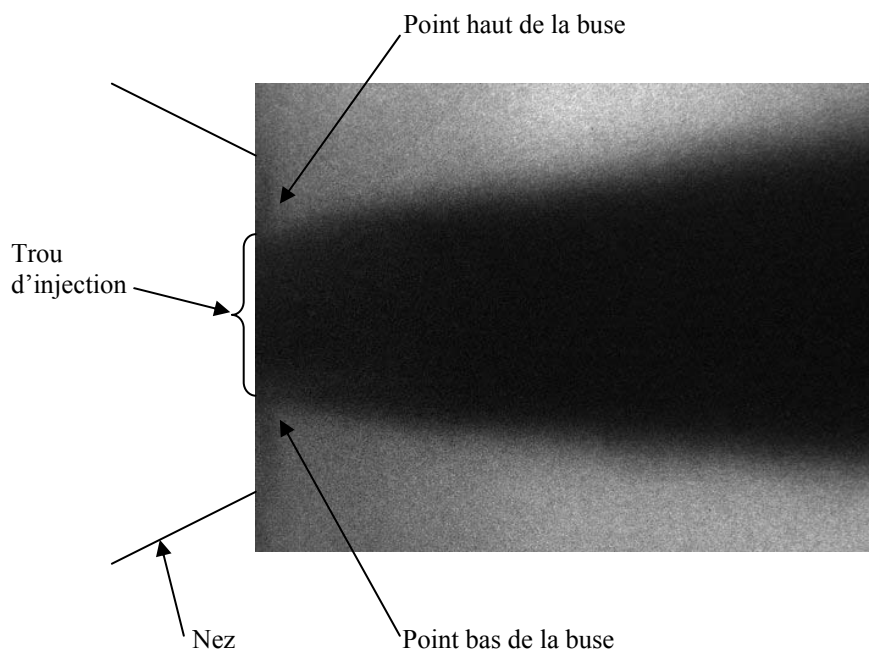 Point haut de la buse
Trou
d’injection
Nez
Point bas de la buse